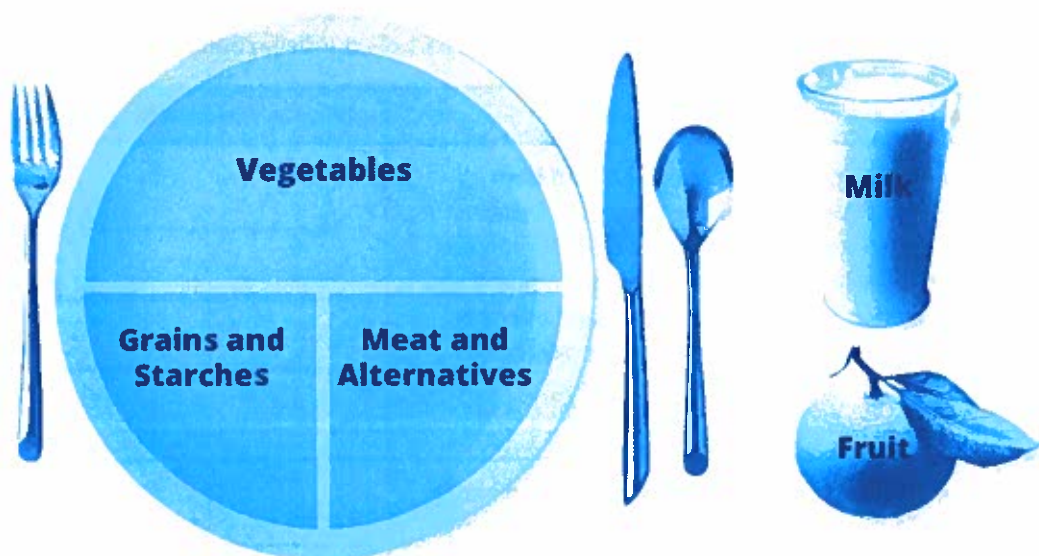 Vegetables
Grains and
Starches
Meat and
Alternatives
Milk
Fruit